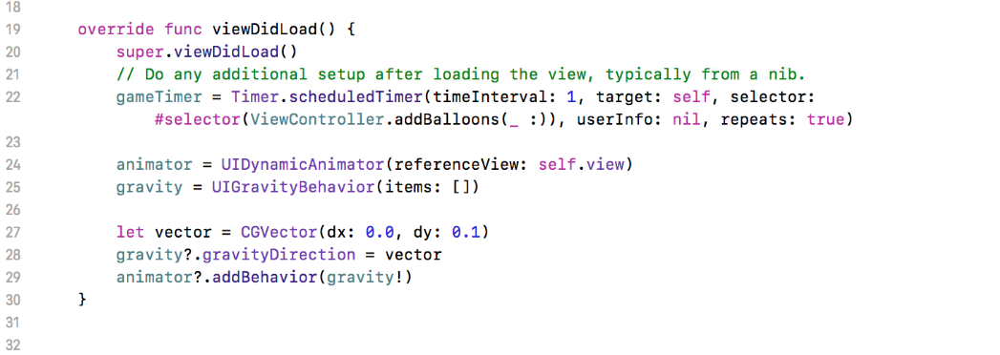 18
19 override func viewDidLoad() {
20 super.viewDidLoad()
21 // Do any additional setup after loading the view, typically from a nib.
22 gameTimer = Timer.scheduledTimer(timeInterval: 1, target: self, selector:
#selector(ViewController.addBalloons(_ :)), userInfo: nil, repeats: true)
23
24 animator = UIDynamicAnimator(referenceView: self.view)
25 gravity = UIGravityBehavior(items: [])
26
27 let vector = CGVector(dx: 0.0, dy: 0.1)
28 gravity?.gravityDirection = vector
29 animator?.addBehavior(gravity!)
30 }
31
32